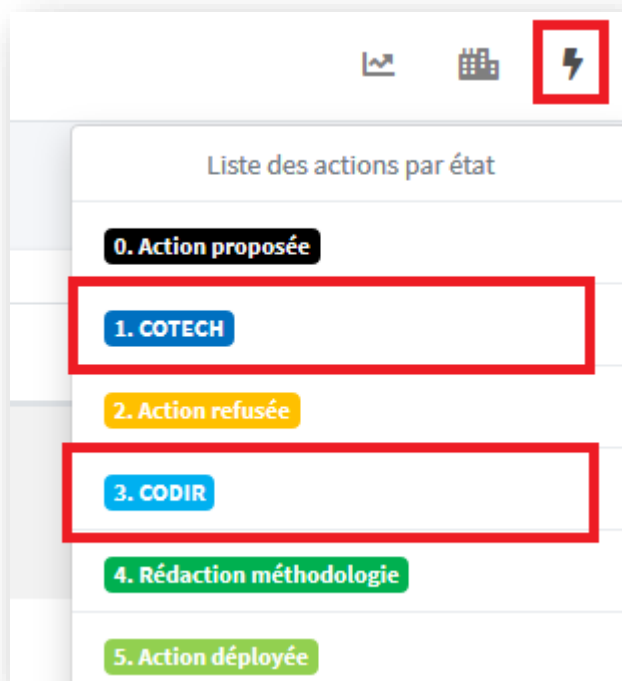 Liste des actions par état
0. Action proposée
1. COTECH
2. Action refusée
3. CODIR
4. Rédaction méthodologie
5. Action déployée